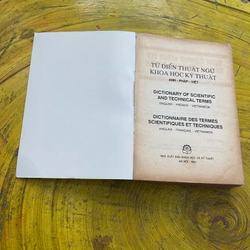 TỪ ĐIỂN THUẬT NGỮ
KHOA HỌC KỸ THUẬT
ANH - PHÁP - VIỆT
DICTIONARY OF SCIENTIFIC
AND TECHNICAL TERMS
ENGLISH - FRENCH - VIETNAMESE
DICTIONNAIRE DES TERMES
SCIENTIFIQUES ET TECHNIQUES
ANGLAIS - FRANÇAIS - VIETNAMIEN
NHÀ XUẤT BẢN KHOA HỌC VÀ KỸ THUẬT